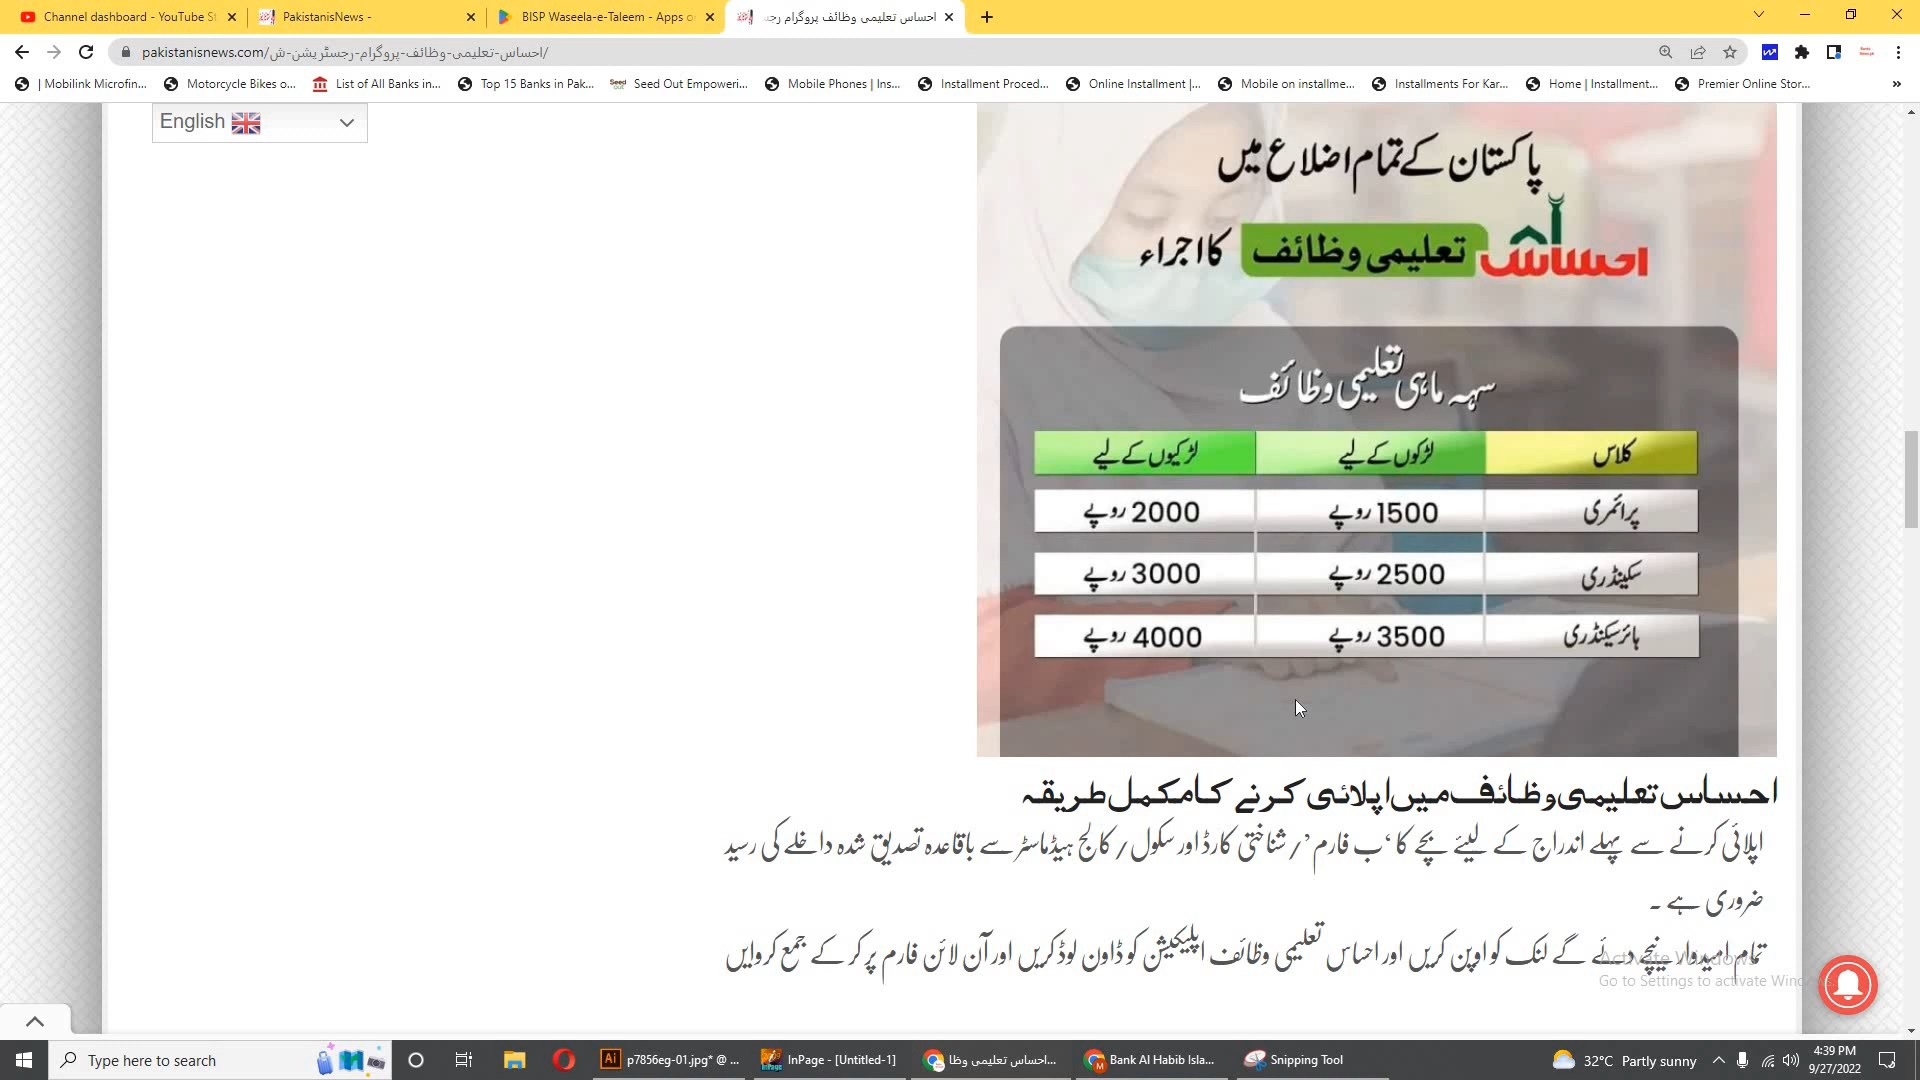 Channel dashboard - YouTube St
PakistanisNews -
BISP Waseela-e-Taleem - Apps o
احساس تعلیمی وظائف پروگرام رجس
pakistanisnews.com/احساس-تعلیمی-وظائف-پروگرام-رجسٹریشن-ش/
| Mobilink Microfin...
Motorcycle Bikes o...
List of All Banks in...
Top 15 Banks in Pak...
Seed Out Empoweri...
Mobile Phones | Ins...
Installment Proced...
Online Installment |...
Mobile on installme...
Installments For Kar...
Home | Installment...
Premier Online Stor...
»
English
پاکستان کے تمام اضلاع میں
احساس تعلیمی وظائف کا اجراء
سہہ ماہی تعلیمی وظائف
کلاس لڑکوں کے لیے لڑکیوں کے لیے
پرائمری 1500 روپے 2000 روپے
سکینڈری 2500 روپے 3000 روپے
ہائر سیکنڈری 3500 روپے 4000 روپے
احساس تعلیمی وظائف میں اپلائی کرنے کا مکمل طریقہ
اپلائی کرنے سے پہلے اندراج کے لیئے بچے کا ‘ب فارم’/ شناختی کارڈ اور سکول/ کالج ہیڈماسٹر سے باقاعدہ تصدیق شدہ داخلے کی رسید
ضروری ہے ۔
تمام امیدوار نیچے دیئے گے لنک کو اوپن کریں اور احساس تعلیمی وظائف اپلیکیشن کو ڈاون لوڈ کریں اور آن لائن فارم پر کر کے جمع کروایں
Activate Windows
Go to Settings to activate Windows.
Type here to search
Ai p7856eg-01.jpg* @ ...
InPage - [Untitled-1]
احساس تعلیمی وظا...
Bank Al Habib Isla...
Snipping Tool
32°C Partly sunny
4:39 PM
9/27/2022